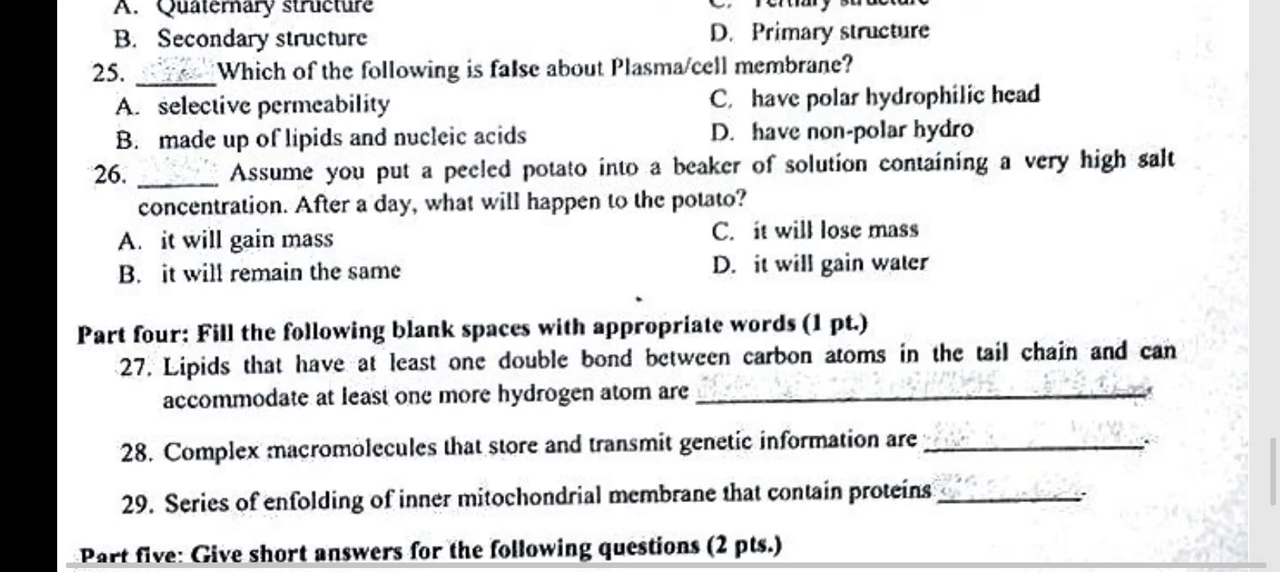 A. Quaternary structure
B. Secondary structure
D. Primary structure
25. Which of the following is false about Plasma/cell membrane?
A. selective permeability
C. have polar hydrophilic head
B. made up of lipids and nucleic acids
D. have non-polar hydro
26. Assume you put a peeled potato into a beaker of solution containing a very high salt
concentration. After a day, what will happen to the potato?
A. it will gain mass
C. it will lose mass
B. it will remain the same
D. it will gain water
Part four: Fill the following blank spaces with appropriate words (1 pt.)
27. Lipids that have at least one double bond between carbon atoms in the tail chain and can
accommodate at least one more hydrogen atom are
28. Complex macromolecules that store and transmit genetic information are
29. Series of enfolding of inner mitochondrial membrane that contain proteins
Part five: Give short answers for the following questions (2 pts.)